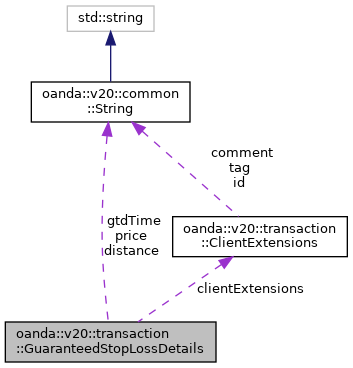 std::string
oanda::v20::common
::String
comment
tag
id
gtdTime
price
distance
oanda::v20::transaction
::ClientExtensions
clientExtensions
oanda::v20::transaction
::GuaranteedStopLossDetails